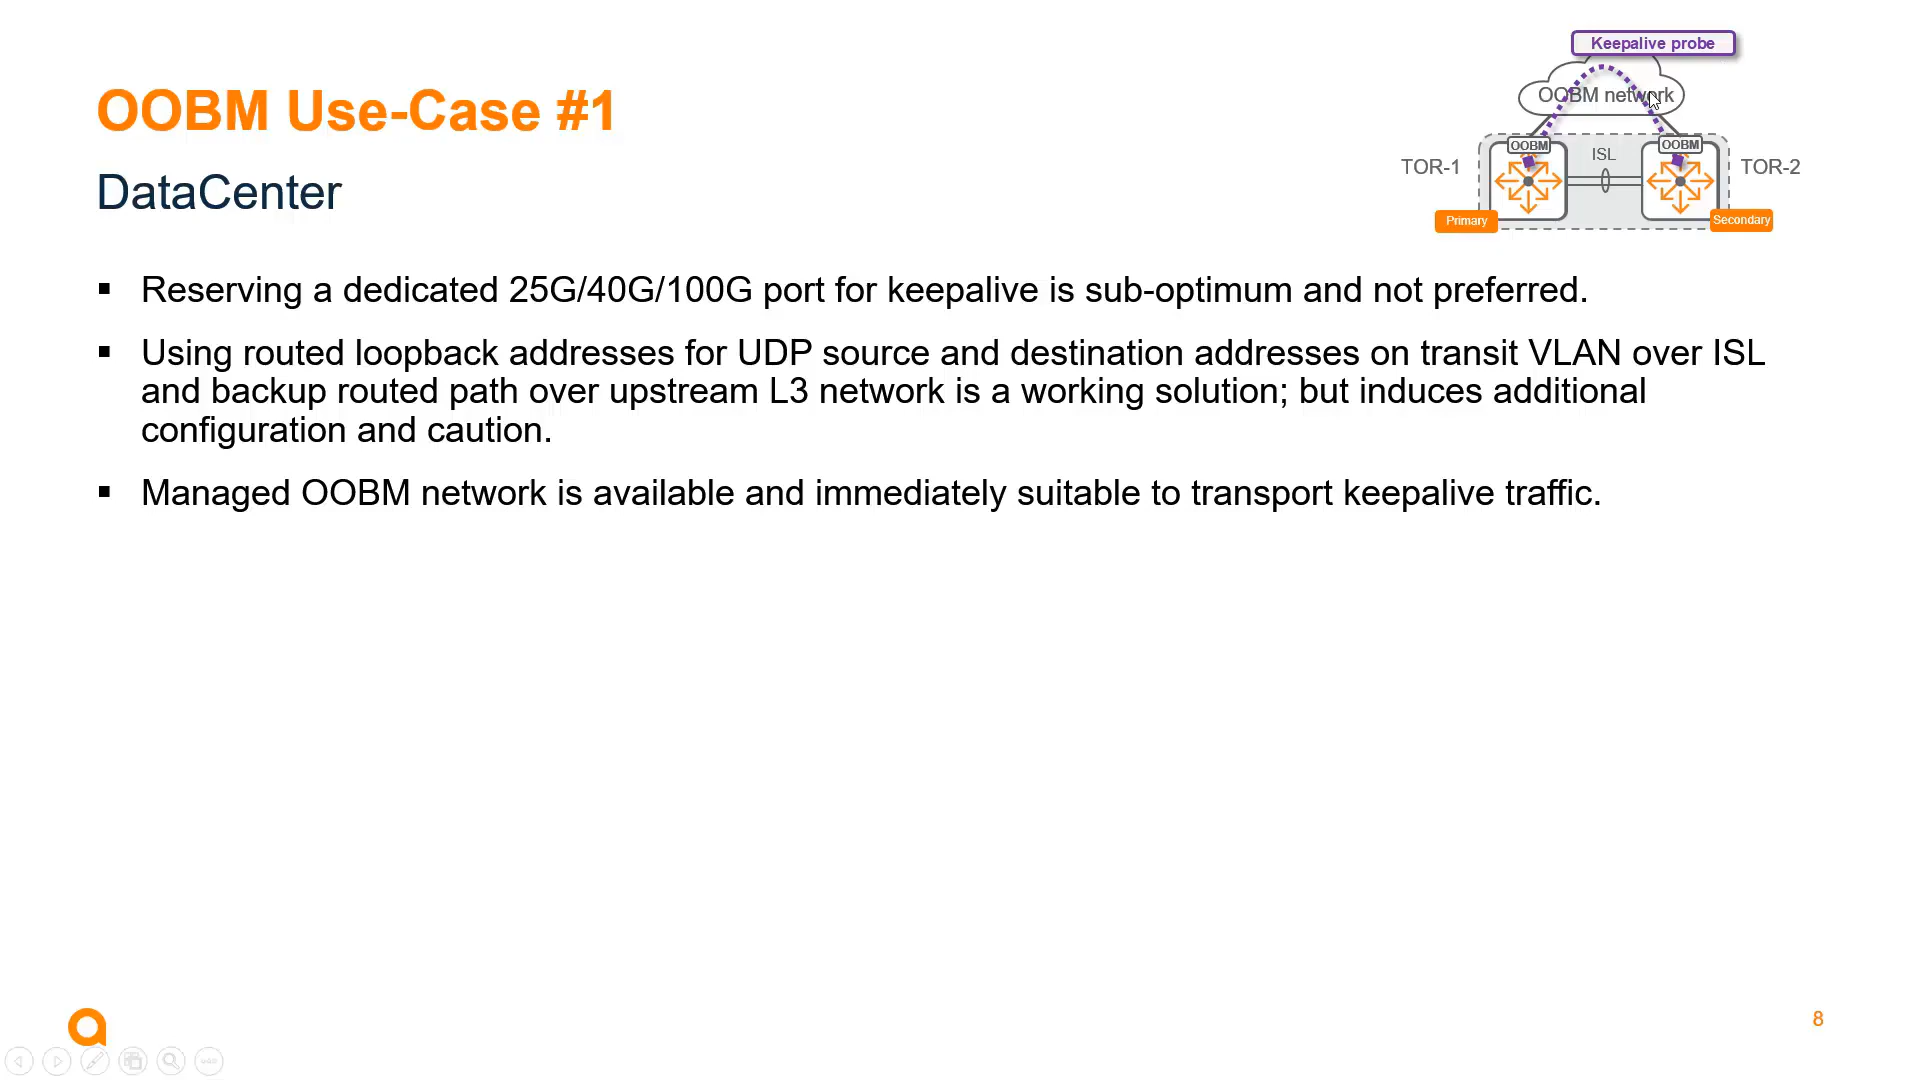 Keepalive probe
OOBM Use-Case #1
OOBM network
OOBM
OOBM
ISL
TOR-1
TOR-2
DataCenter
Primary
Secondary
▪ Reserving a dedicated 25G/40G/100G port for keepalive is sub-optimum and not preferred.
▪ Using routed loopback addresses for UDP source and destination addresses on transit VLAN over ISL
and backup routed path over upstream L3 network is a working solution; but induces additional
configuration and caution.
▪ Managed OOBM network is available and immediately suitable to transport keepalive traffic.
8